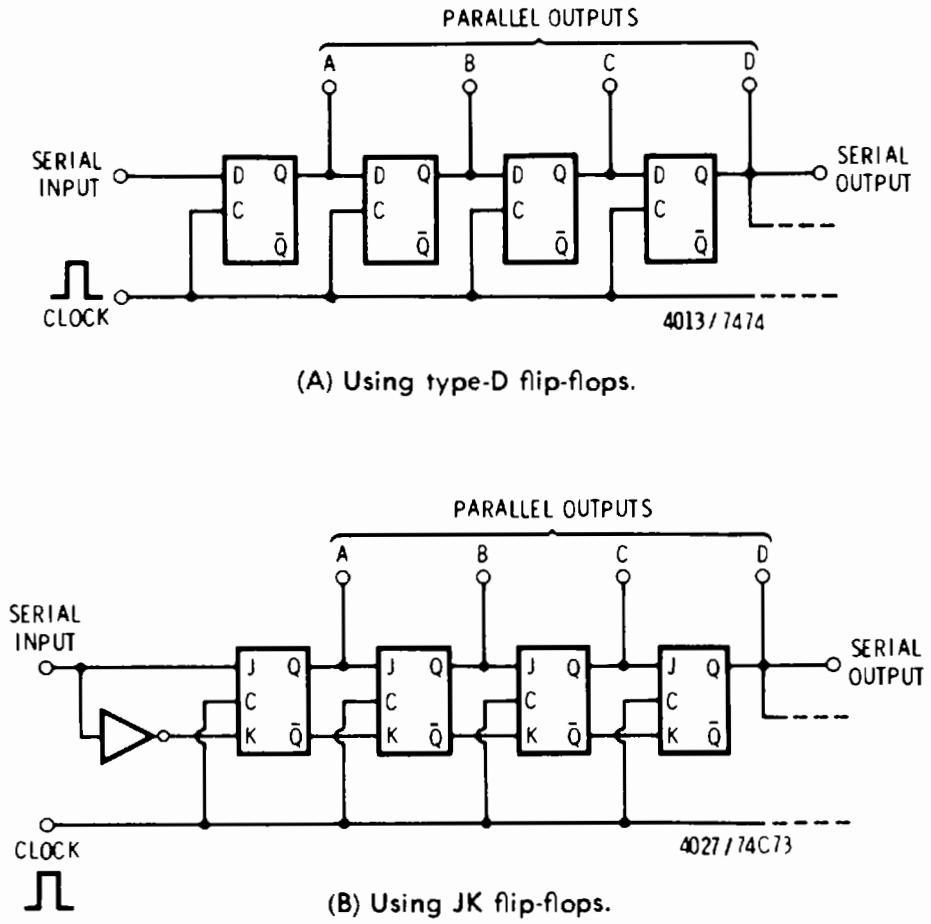 PARALLEL OUTPUTS
A B C D
SERIAL INPUT
D Q D Q D Q D Q
SERIAL OUTPUT
C C C C
Q̄ Q̄ Q̄ Q̄
CLOCK
4013/7474
(A) Using type-D flip-flops.
PARALLEL OUTPUTS
A B C D
SERIAL
INPUT
J Q J Q J Q J Q
SERIAL
OUTPUT
C C C C
K Q̄ K Q̄ K Q̄ K Q̄
CLOCK
4027/74C73
(B) Using JK flip-flops.